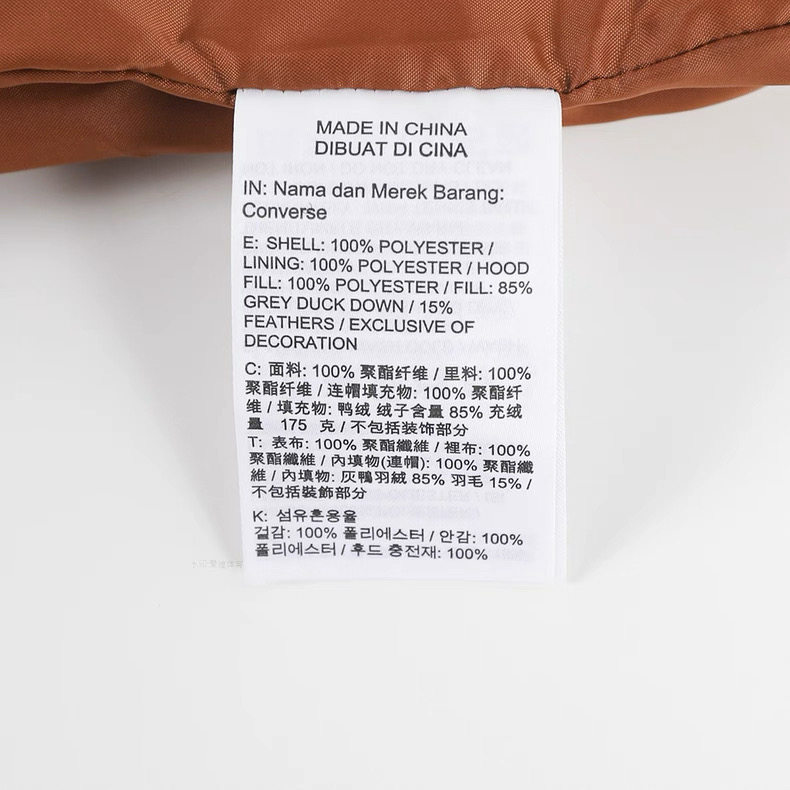 MADE IN CHINA
DIBUAT DI CINA
IN: Nama dan Merek Barang:
Converse
E: SHELL: 100% POLYESTER /
LINING: 100% POLYESTER / HOOD
FILL: 100% POLYESTER / FILL: 85%
GREY DUCK DOWN / 15%
FEATHERS / EXCLUSIVE OF
DECORATION
C: 面料: 100% 聚酯纤维 / 里料: 100%
聚酯纤维 / 连帽填充物: 100% 聚酯纤
维 / 填充物: 鸭绒 绒子含量 85% 充绒
量 175 克 / 不包括装饰部分
T: 表布: 100% 聚酯纖維 / 裡布: 100%
聚酯纖維 / 內填物(連帽): 100% 聚酯纖
維 / 內填物: 灰鴨羽絨 85% 羽毛 15% /
不包括裝飾部分
K: 섬유혼용율
겉감: 100% 폴리에스터 / 안감: 100%
폴리에스터 / 후드 충전재: 100%